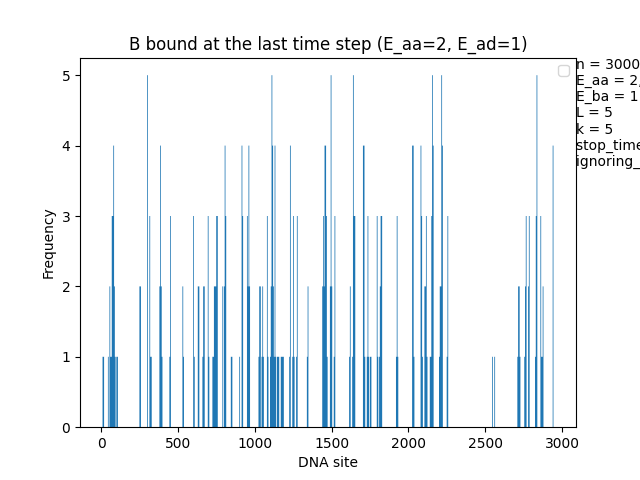 B bound at the last time step (E_aa=2, E_ad=1)
n = 3000
E_aa = 2,
E_ba = 1
L = 5
k = 5
stop_time
ignoring_
Frequency
5
4
3
2
1
0
0 500 1000 1500 2000 2500 3000
DNA site